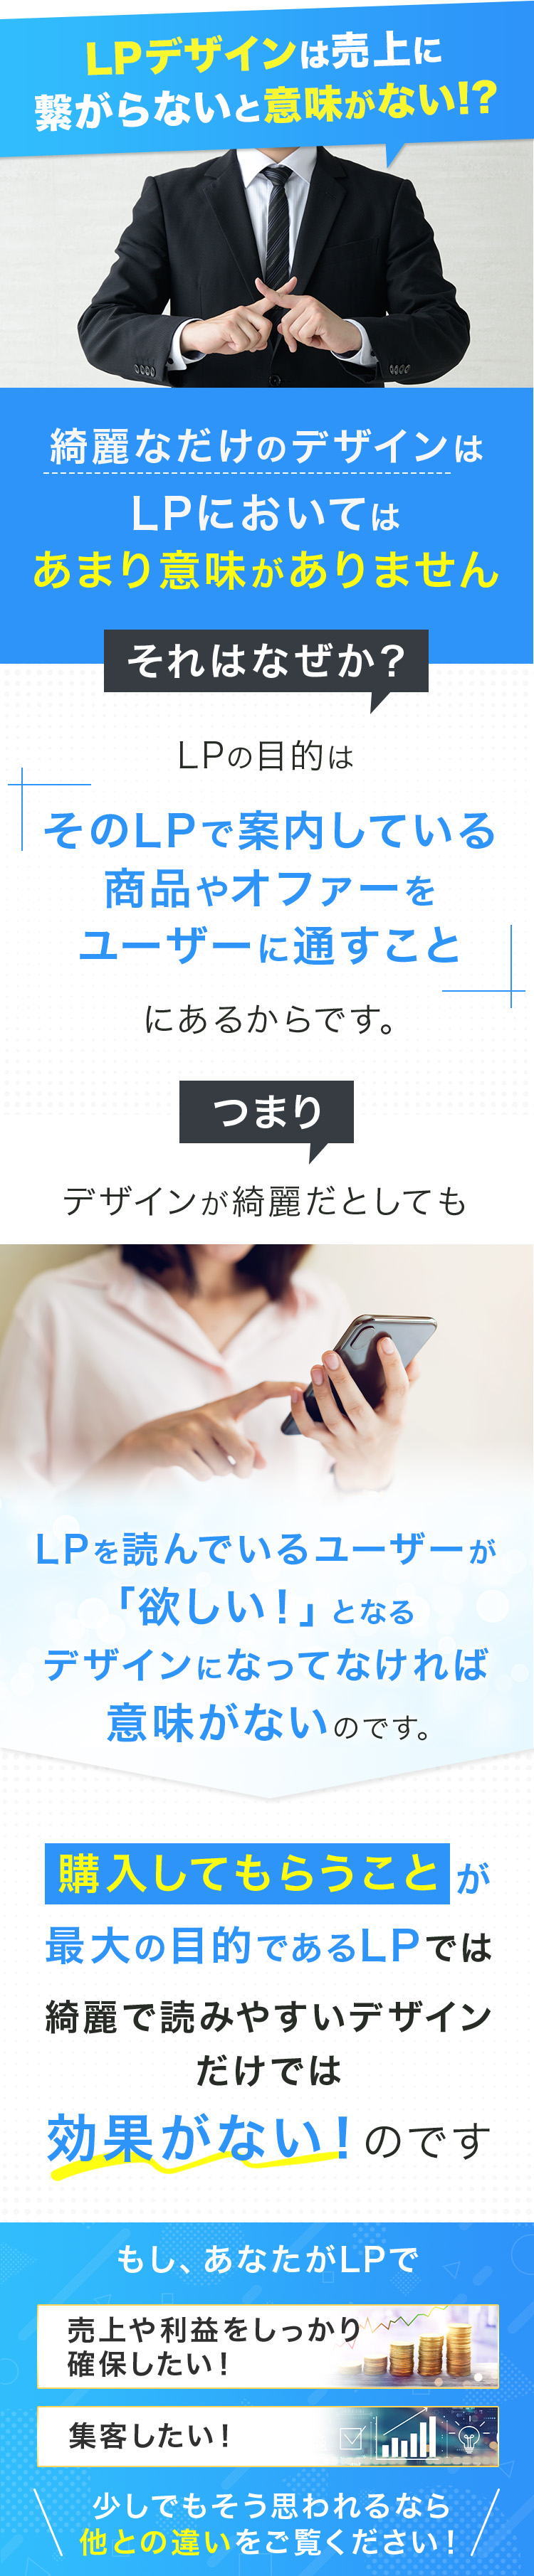 LPデザインは売上に
繋がらないと意味がない!?
綺麗なだけのデザインは
LPにおいては
あまり意味がありません
それはなぜか?
LPの目的は
そのLPで案内している
商品やオファーを
ユーザーに通すこと
にあるからです。
つまり
デザインが綺麗だとしても
LPを読んでいるユーザーが
「欲しい!」となる
デザインになってなければ
意味がないのです。
購入してもらうことが
最大の目的であるLPでは
綺麗で読みやすいデザイン
だけでは
効果がない!のです
もし、あなたがLPで
売上や利益をしっかり
確保したい!
集客したい!
少しでもそう思われるなら
他との違いをご覧ください!